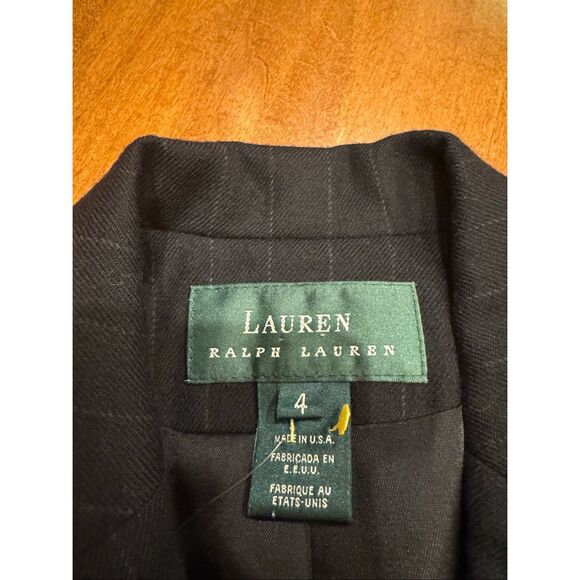 LAUREN
RALPH LAUREN
4
MADE IN U.S.A.
FABRICADA EN
E.E.U.U.
FABRIQUE AU
ETATS-UNIS